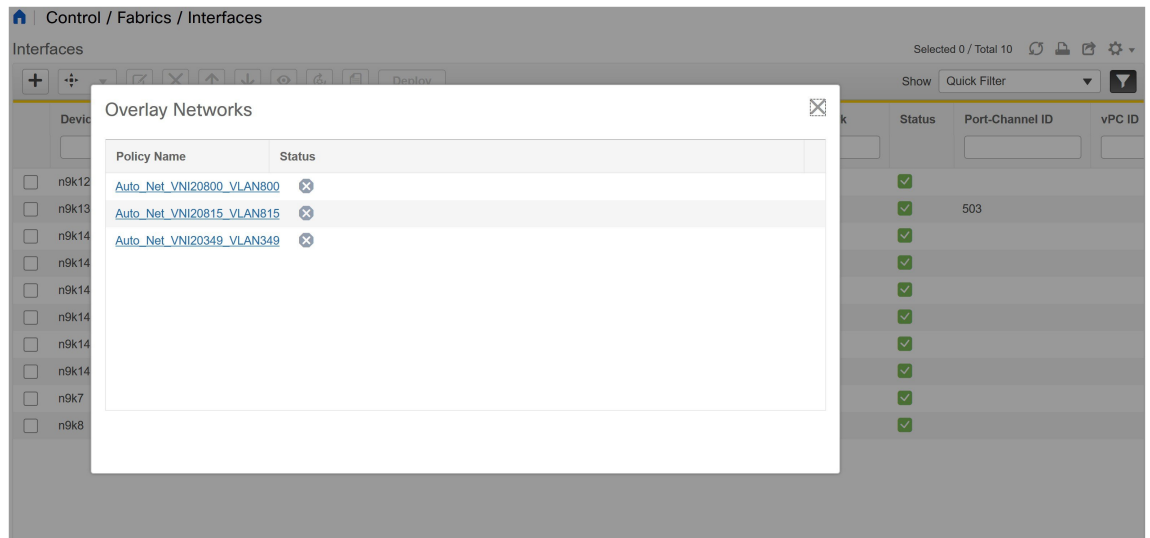 Control / Fabrics / Interfaces
Interfaces
Selected 0 / Total 10
Deploy
Show Quick Filter
Overlay Networks
Devic
k
Status
Port-Channel ID
vPC ID
Policy Name
Status
Auto_Net_VNI20800_VLAN800
Auto_Net_VNI20815_VLAN815
Auto_Net_VNI20349_VLAN349
n9k12
n9k13
503
n9k14
n9k14
n9k14
n9k14
n9k14
n9k14
n9k7
n9k8